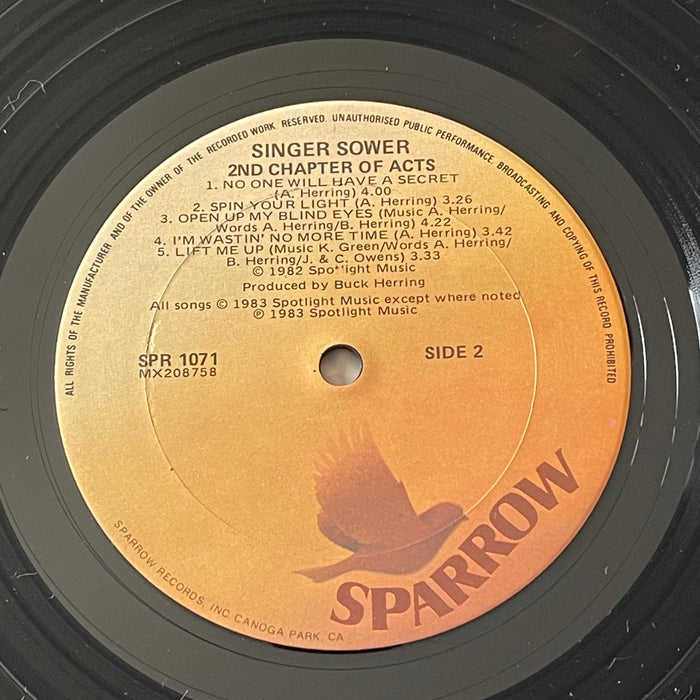 ALL RIGHTS OF THE MANUFACTURER AND OF THE OWNER OF THE RECORDED WORK RESERVED. UNAUTHORISED PUBLIC PERFORMANCE, BROADCASTING AND COPYING OF THIS RECORD PROHIBITED
SINGER SOWER
2ND CHAPTER OF ACTS
1. NO ONE WILL HAVE A SECRET
(A. Herring) 4.00
2. SPIN YOUR LIGHT (A. Herring) 3.26
3. OPEN UP MY BLIND EYES (Music A. Herring/
Words A. Herring/B. Herring) 4.22
4. I'M WASTIN' NO MORE TIME (A. Herring) 3.42
5. LIFT ME UP (Music K. Green/Words A. Herring/
B. Herring/J. & C. Owens) 3.33
© 1982 Spotlight Music
Produced by Buck Herring
All songs © 1983 Spotlight Music except where noted
℗ 1983 Spotlight Music
SPR 1071
MX208758
SIDE 2
SPARROW
SPARROW RECORDS, INC CANOGA PARK, CA